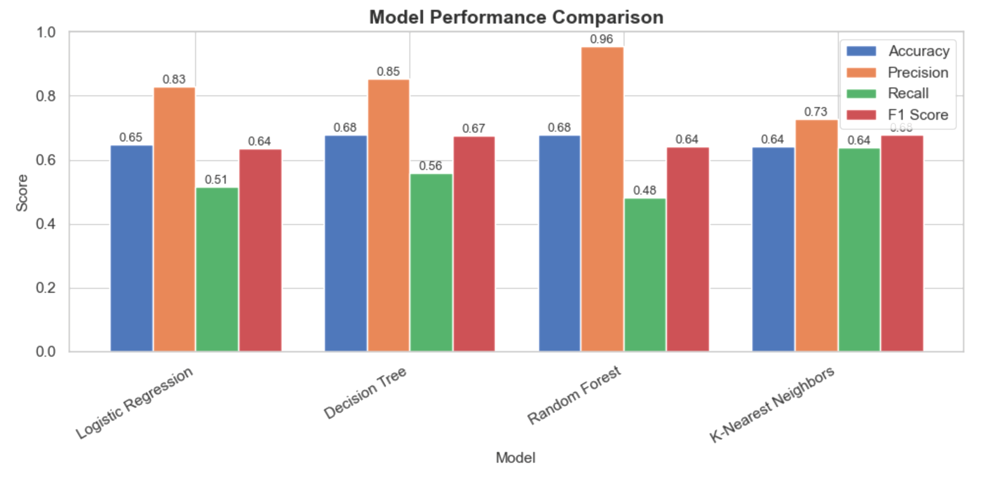 Model Performance Comparison
1.0
0.8
0.6
0.4
0.2
0.0
Score
0.65
0.83
0.51
0.64
0.68
0.85
0.56
0.67
0.68
0.96
0.48
0.64
0.64
0.73
0.64
0.68
Accuracy
Precision
Recall
F1 Score
Logistic Regression
Decision Tree
Random Forest
K-Nearest Neighbors
Model